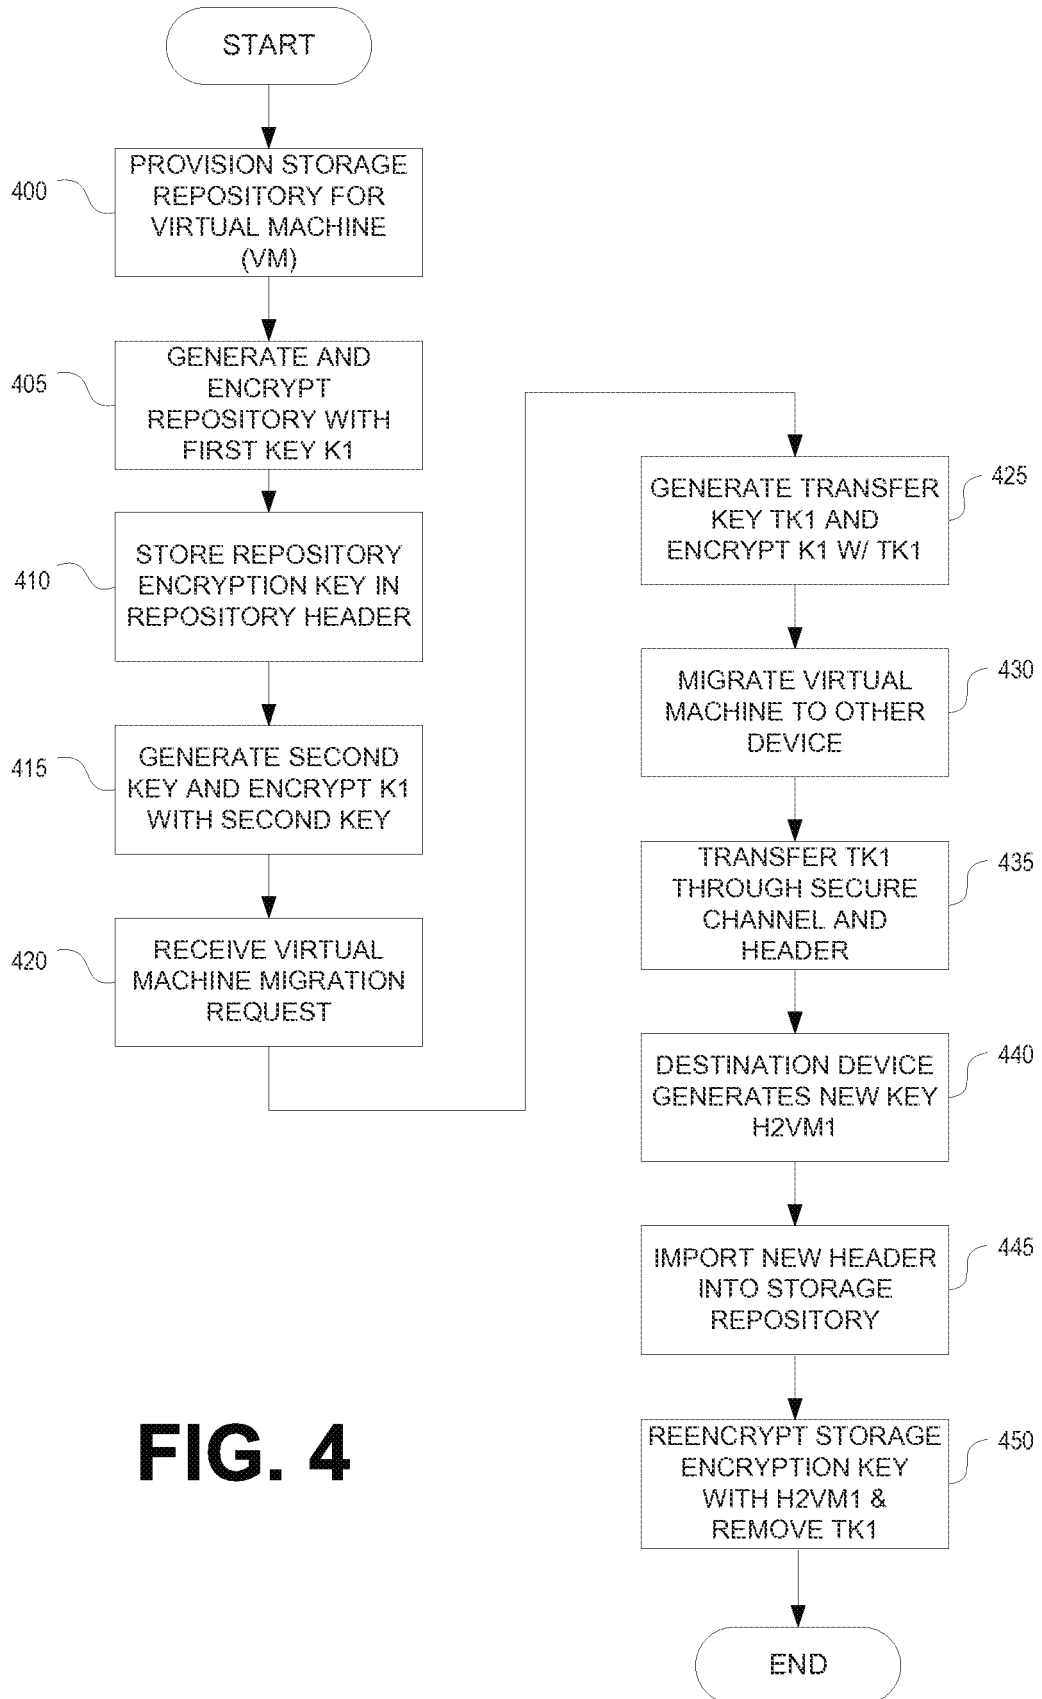 START
400
PROVISION STORAGE
REPOSITORY FOR
VIRTUAL MACHINE
(VM)
405
GENERATE AND
ENCRYPT
REPOSITORY WITH
FIRST KEY K1
410
STORE REPOSITORY
ENCRYPTION KEY IN
REPOSITORY HEADER
415
GENERATE SECOND
KEY AND ENCRYPT K1
WITH SECOND KEY
420
RECEIVE VIRTUAL
MACHINE MIGRATION
REQUEST
425
GENERATE TRANSFER
KEY TK1 AND
ENCRYPT K1 W/ TK1
430
MIGRATE VIRTUAL
MACHINE TO OTHER
DEVICE
435
TRANSFER TK1
THROUGH SECURE
CHANNEL AND
HEADER
440
DESTINATION DEVICE
GENERATES NEW KEY
H2VM1
445
IMPORT NEW HEADER
INTO STORAGE
REPOSITORY
450
REENCRYPT STORAGE
ENCRYPTION KEY
WITH H2VM1 &
REMOVE TK1
END
FIG. 4